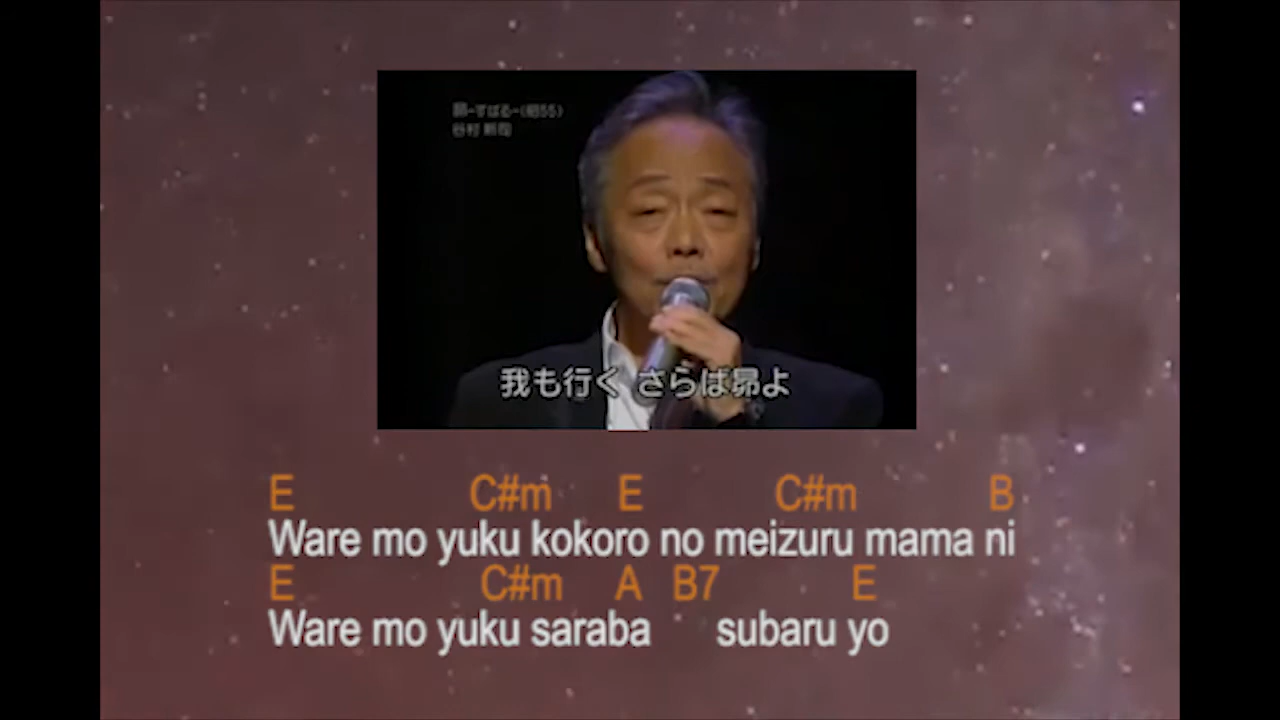 昴-すばる-(昭55)
谷村 新司
我も行く さらば昴よ
E C#m E C#m B
Ware mo yuku kokoro no meizuru mama ni
E C#m A B7 E
Ware mo yuku saraba subaru yo